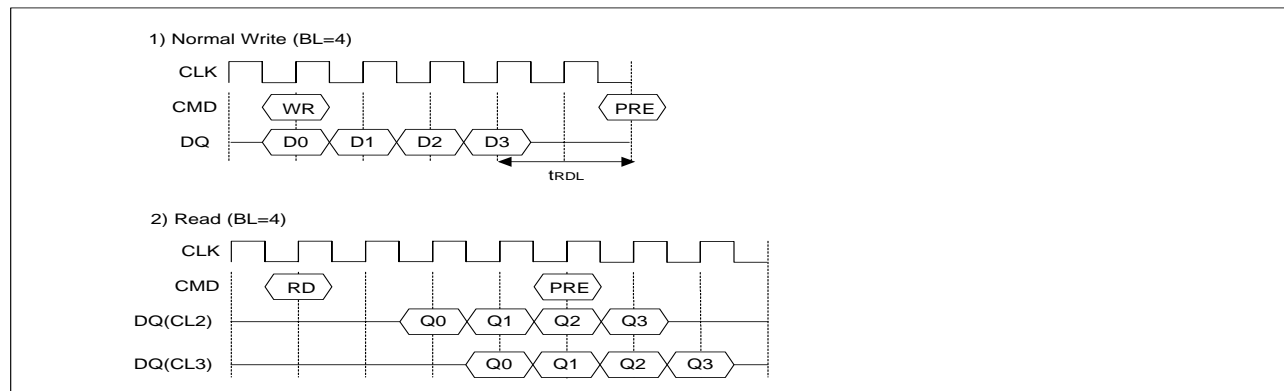 1) Normal Write (BL=4)
CLK
CMD WR PRE
DQ D0 D1 D2 D3
tRDL
2) Read (BL=4)
CLK
CMD RD PRE
DQ(CL2) Q0 Q1 Q2 Q3
DQ(CL3) Q0 Q1 Q2 Q3